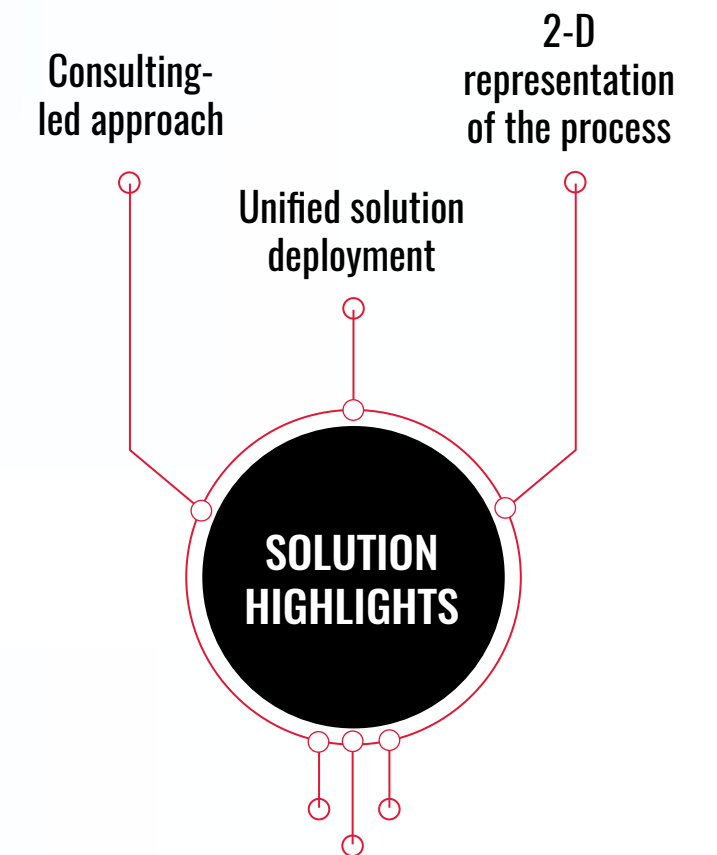 Consulting-
led approach
2-D
representation
of the process
Unified solution
deployment
SOLUTION
HIGHLIGHTS